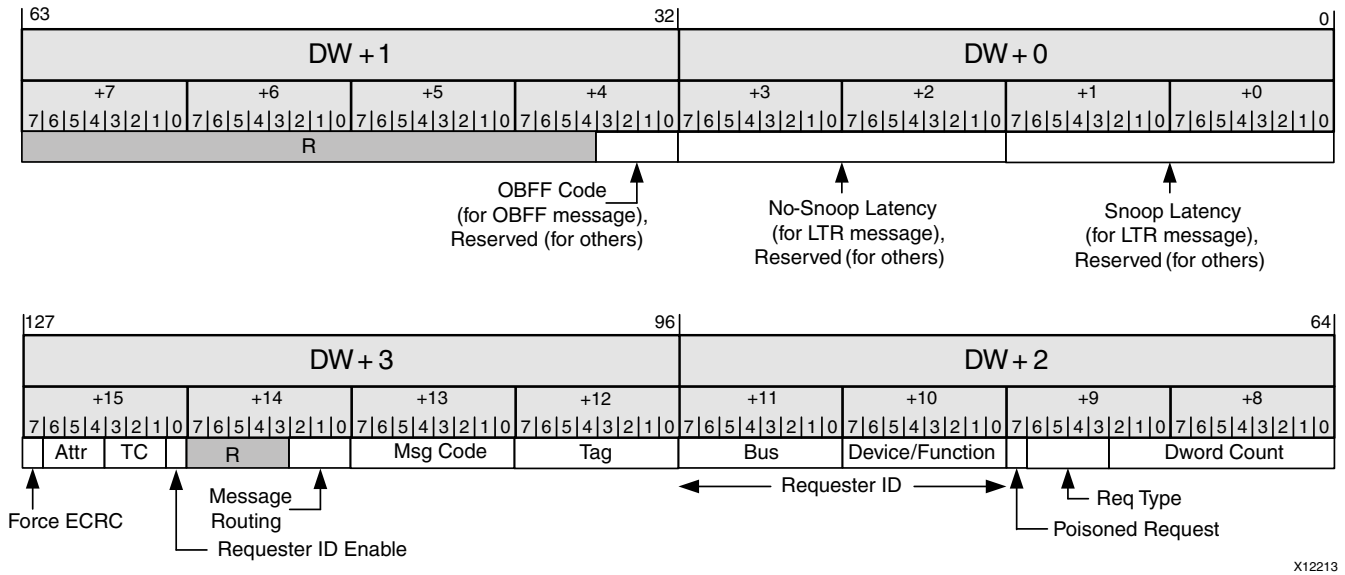 63 32 0
DW + 1 DW + 0
+7 +6 +5 +4 +3 +2 +1 +0
7|6|5|4|3|2|1|0 7|6|5|4|3|2|1|0 7|6|5|4|3|2|1|0 7|6|5|4|3|2|1|0 7|6|5|4|3|2|1|0 7|6|5|4|3|2|1|0 7|6|5|4|3|2|1|0 7|6|5|4|3|2|1|0
R
OBFF Code
(for OBFF message),
Reserved (for others)
No-Snoop Latency
(for LTR message),
Reserved (for others)
Snoop Latency
(for LTR message),
Reserved (for others)
127 96 64
DW + 3 DW + 2
+15 +14 +13 +12 +11 +10 +9 +8
7|6|5|4|3|2|1|0 7|6|5|4|3|2|1|0 7|6|5|4|3|2|1|0 7|6|5|4|3|2|1|0 7|6|5|4|3|2|1|0 7|6|5|4|3|2|1|0 7|6|5|4|3|2|1|0 7|6|5|4|3|2|1|0
Attr TC R Msg Code Tag Bus Device/Function Dword Count
Force ECRC
Requester ID Enable
Message
Routing
Requester ID
Req Type
Poisoned Request
X12213